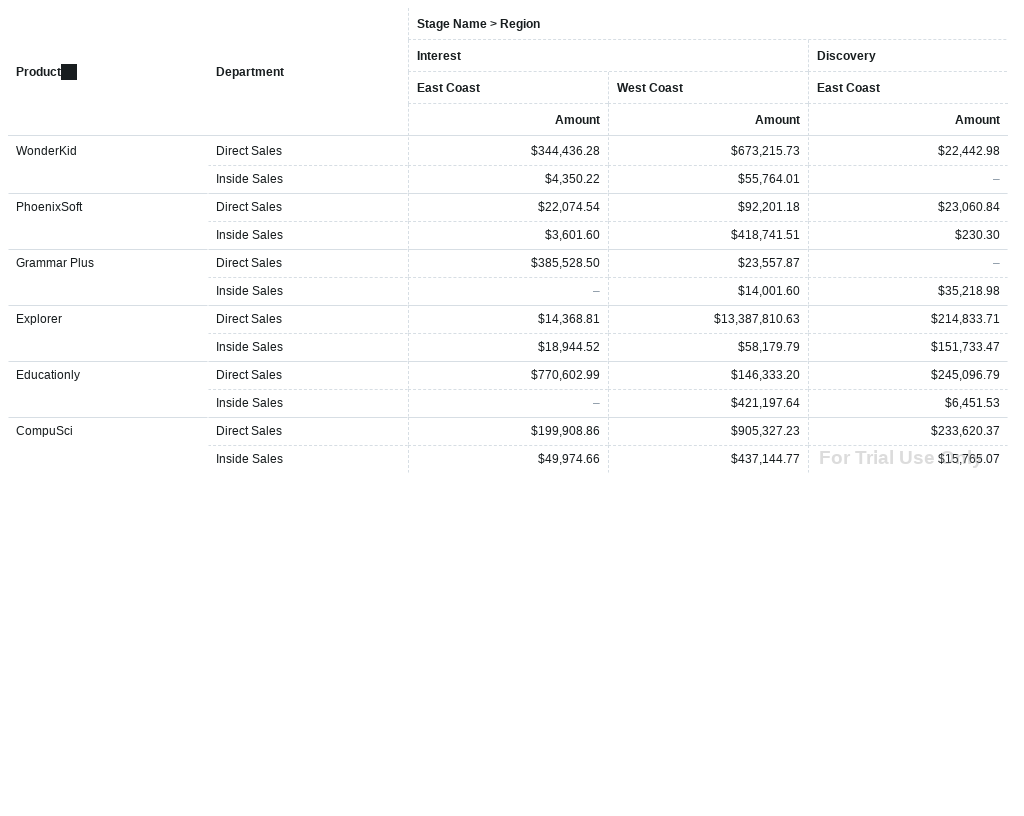 Stage Name > Region
Interest Discovery
Product Department
East Coast West Coast East Coast
Amount Amount Amount
WonderKid Direct Sales $344,436.28 $673,215.73 $22,442.98
Inside Sales $4,350.22 $55,764.01 –
PhoenixSoft Direct Sales $22,074.54 $92,201.18 $23,060.84
Inside Sales $3,601.60 $418,741.51 $230.30
Grammar Plus Direct Sales $385,528.50 $23,557.87 –
Inside Sales – $14,001.60 $35,218.98
Explorer Direct Sales $14,368.81 $13,387,810.63 $214,833.71
Inside Sales $18,944.52 $58,179.79 $151,733.47
Educationly Direct Sales $770,602.99 $146,333.20 $245,096.79
Inside Sales – $421,197.64 $6,451.53
CompuSci Direct Sales $199,908.86 $905,327.23 $233,620.37
Inside Sales $49,974.66 $437,144.77 $15,765.07
For Trial Use Only